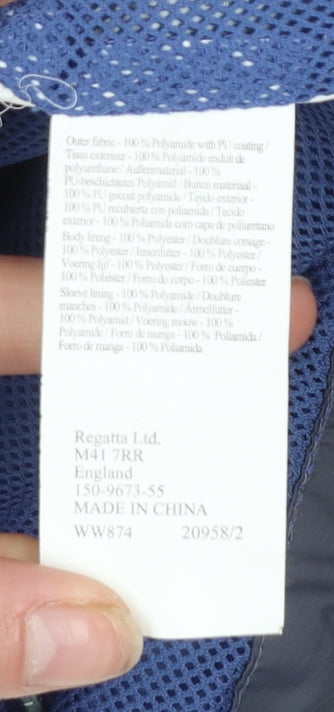 Outer fabric - 100 % Polyamide with PU coating /
Tissu exterieur - 100 % Polyamide enduit de
polyurethane / Außenmaterial - 100 %
PU-beschichtetes Polyamid / Buiten materiaal -
100 % PU gecoat polyamide / Tejido exterior -
100 % PU recubierta con poliamida / Tecido
exterior - 100 % Poliamida com capa de poliuretano
Body lining - 100 % Polyester / Doublure corsage -
100 % Polyester / Innenfutter - 100 % Polyester /
Voering lijf - 100 % Polyester / Forro de cuerpo -
100 % Poliéster / Forro do corpo - 100 % Poliester
Sleeve lining - 100 % Polyamide / Doublure
manches - 100 % Polyamide / Ärmelfutter -
100 % Polyamid / Voering mouw - 100 %
Polyamide / Forro de manga - 100 % Poliamida /
Forro de manga - 100 % Poliamida
Regatta Ltd.
M41 7RR
England
150-9673-55
MADE IN CHINA
WW874 20958/2